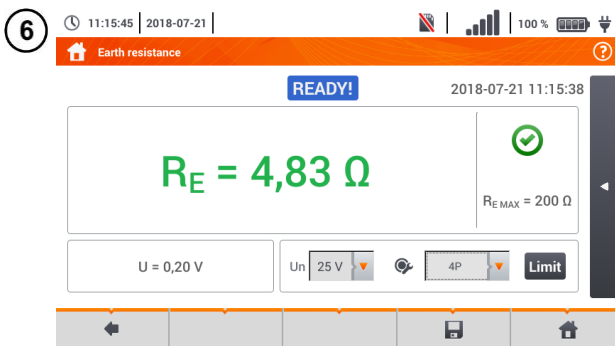 6
11:15:45 2018-07-21 100 %
Earth resistance ?
READY! 2018-07-21 11:15:38
RE = 4,83 Ω
RE MAX = 200 Ω
U = 0,20 V Un 25 V 4P Limit